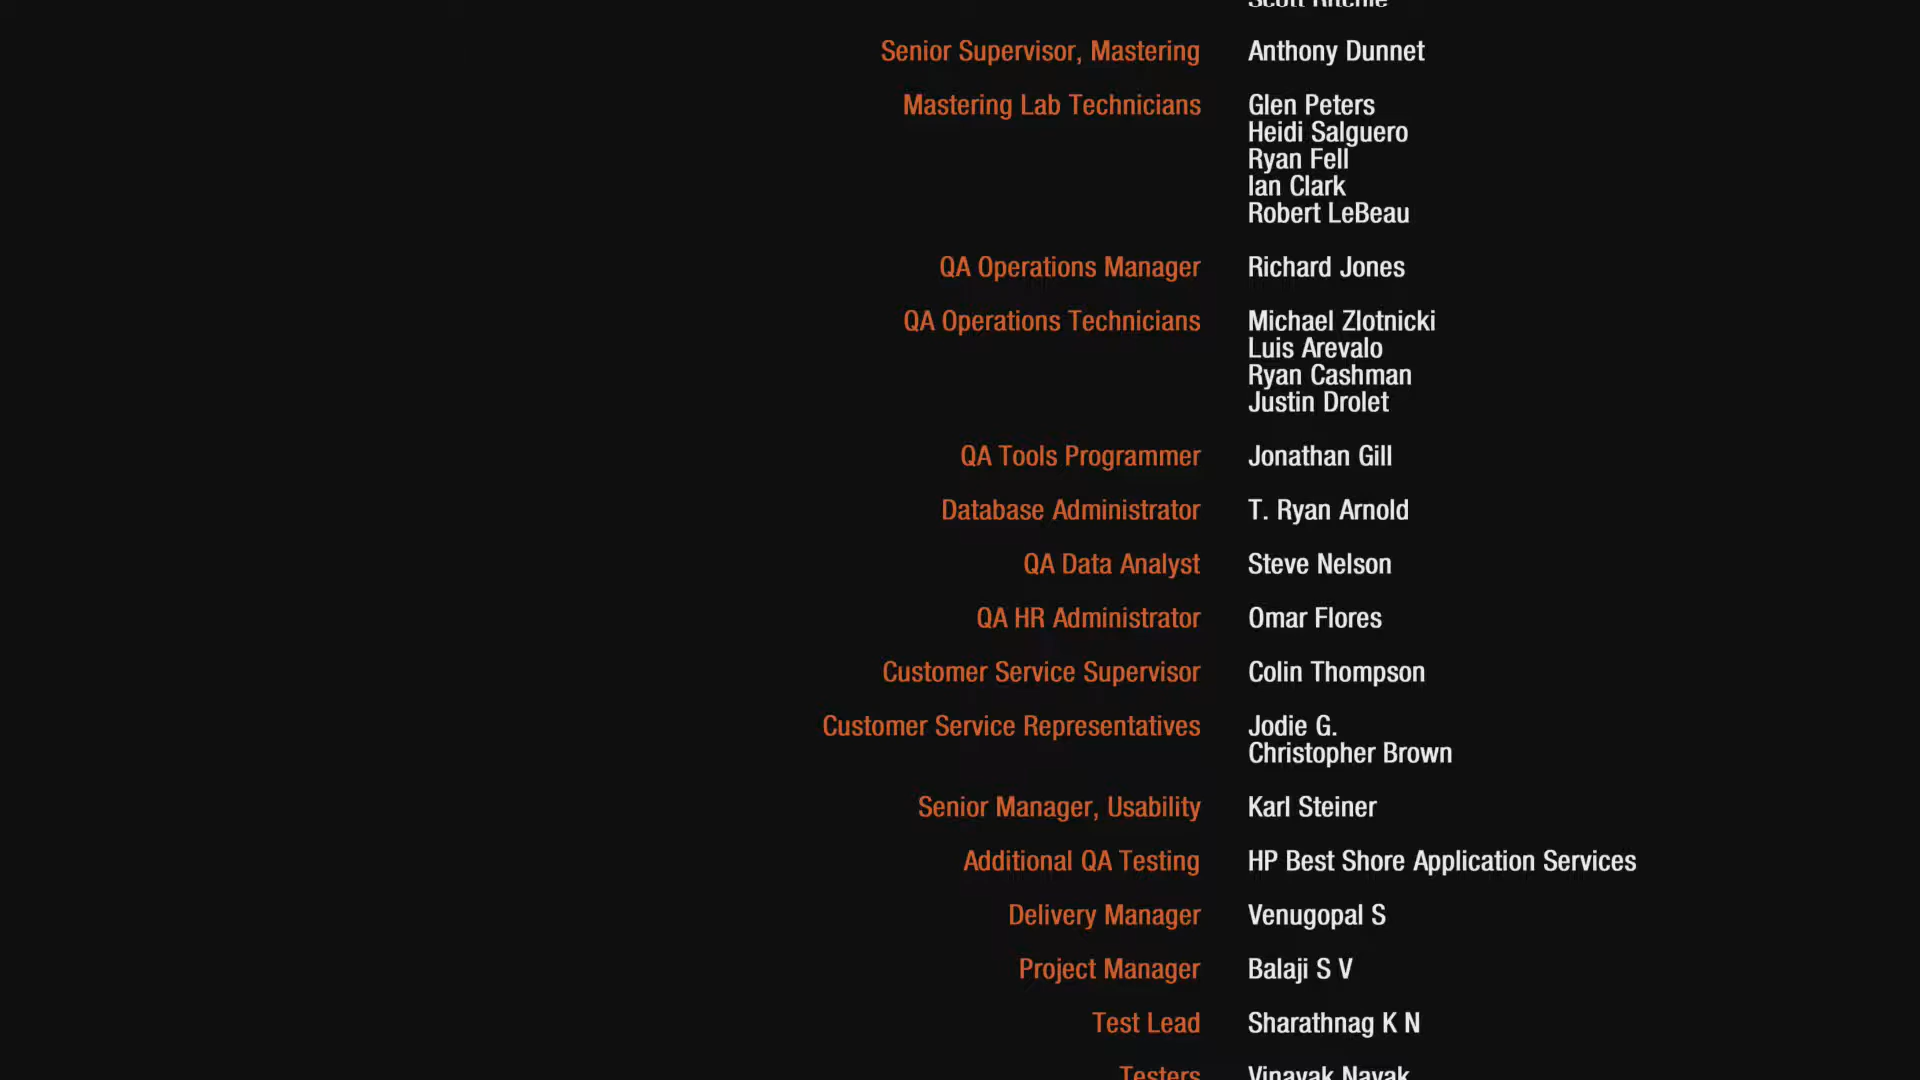 Scott Ritchie
Senior Supervisor, Mastering Anthony Dunnet
Mastering Lab Technicians Glen Peters
Heidi Salguero
Ryan Fell
Ian Clark
Robert LeBeau
QA Operations Manager Richard Jones
QA Operations Technicians Michael Zlotnicki
Luis Arevalo
Ryan Cashman
Justin Drolet
QA Tools Programmer Jonathan Gill
Database Administrator T. Ryan Arnold
QA Data Analyst Steve Nelson
QA HR Administrator Omar Flores
Customer Service Supervisor Colin Thompson
Customer Service Representatives Jodie G.
Christopher Brown
Senior Manager, Usability Karl Steiner
Additional QA Testing HP Best Shore Application Services
Delivery Manager Venugopal S
Project Manager Balaji S V
Test Lead Sharathnag K N
Testers Vinayak Nayak